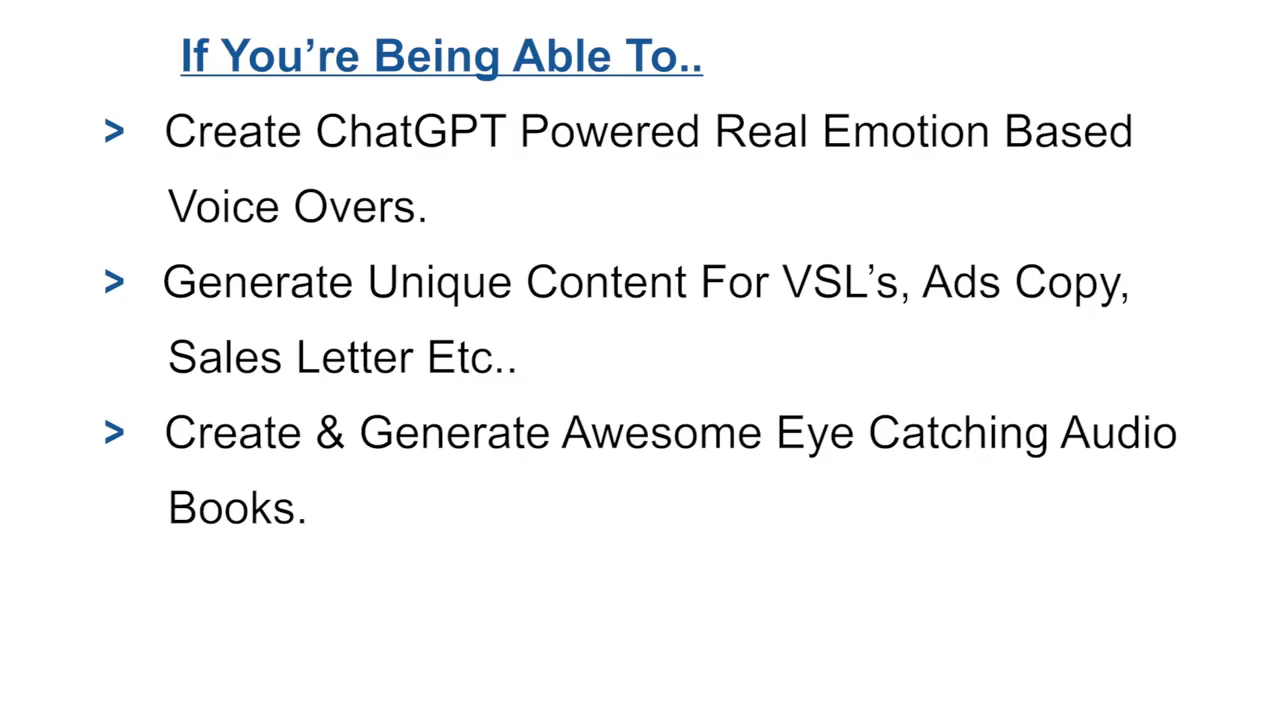 If You’re Being Able To..
> Create ChatGPT Powered Real Emotion Based
Voice Overs.
> Generate Unique Content For VSL’s, Ads Copy,
Sales Letter Etc..
> Create & Generate Awesome Eye Catching Audio
Books.